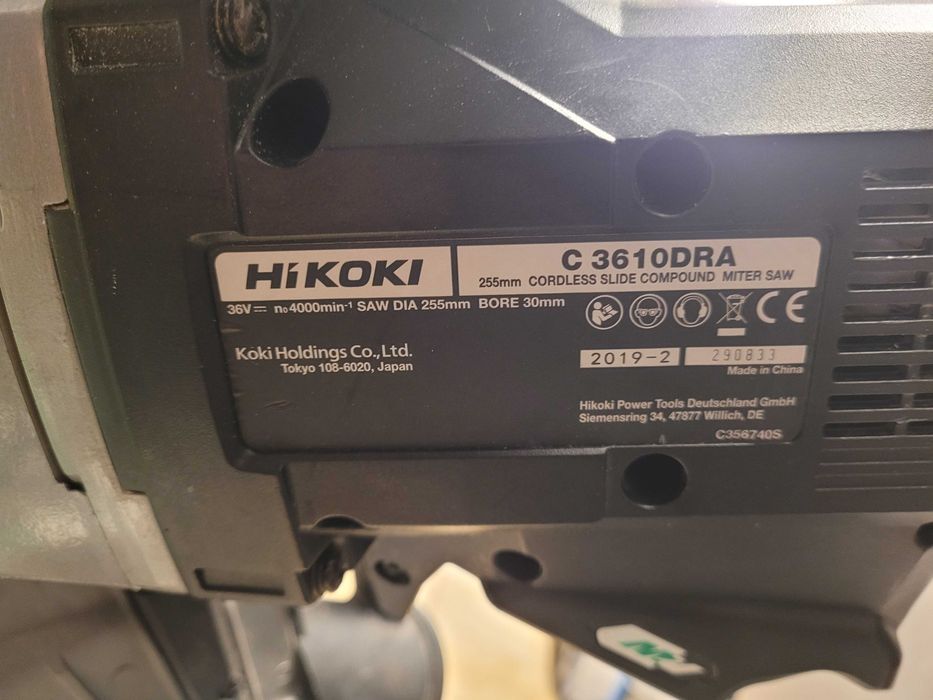 HiKOKI
C 3610DRA
255mm CORDLESS SLIDE COMPOUND MITER SAW
36V⎓ n₀4000min⁻¹ SAW DIA 255mm BORE 30mm
CE
Koki Holdings Co.,Ltd.
Tokyo 108-6020, Japan
2019-2 290833
Made in China
Hikoki Power Tools Deutschland GmbH
Siemensring 34, 47877 Willich, DE
C356740S